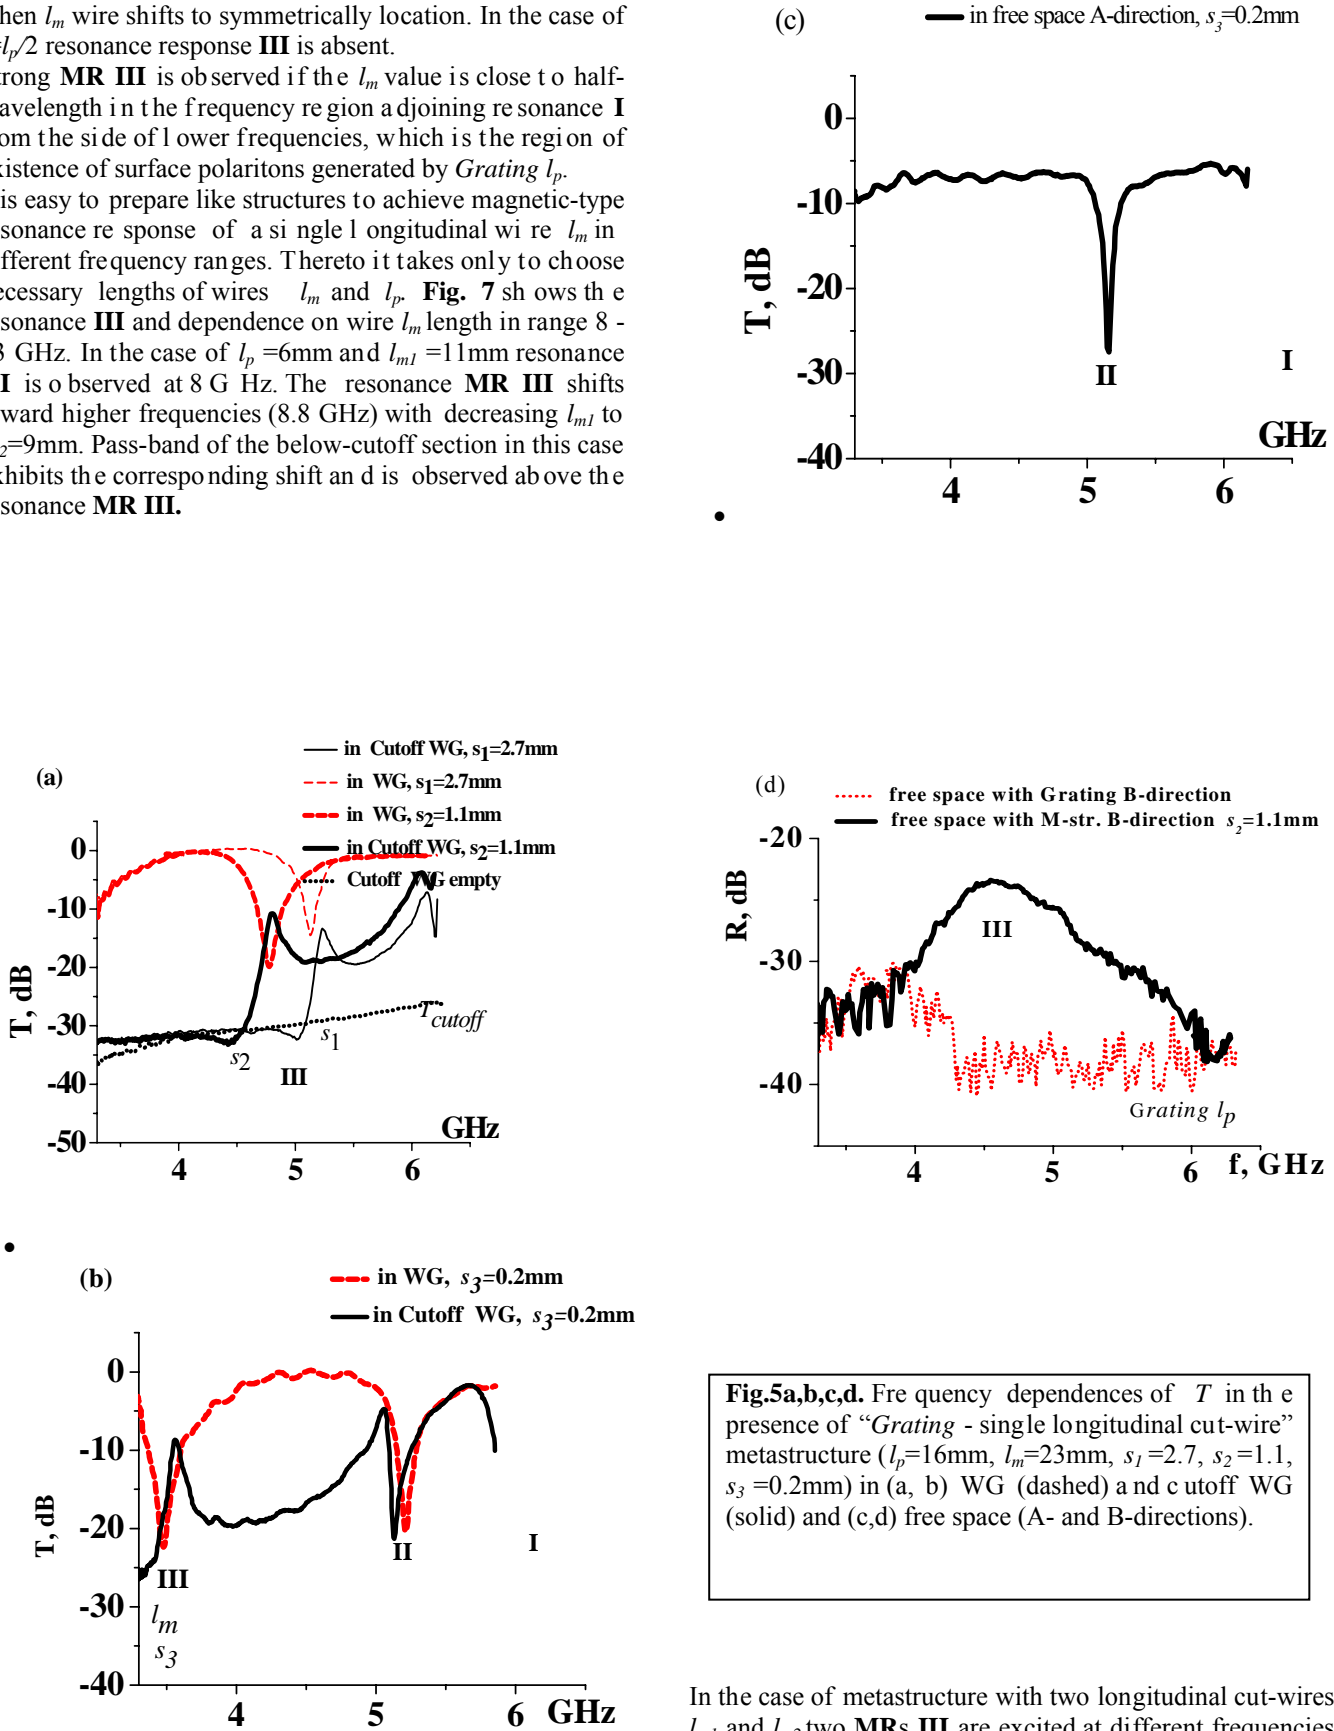 hen lm wire shifts to symmetrically location. In the case of
=lp/2 resonance response III is absent.
trong MR III is observed if the lm value is close to half-
avelength in the frequency region adjoining resonance I
om the side of lower frequencies, which is the region of
xistence of surface polaritons generated by Grating lp.
is easy to prepare like structures to achieve magnetic-type
sonance response of a single longitudinal wire lm in
fferent frequency ranges. Thereto it takes only to choose
ecessary lengths of wires lm and lp. Fig. 7 shows the
sonance III and dependence on wire lm length in range 8 -
3 GHz. In the case of lp =6mm and lm1 =11mm resonance
I is observed at 8 GHz. The resonance MR III shifts
ward higher frequencies (8.8 GHz) with decreasing lm1 to
2=9mm. Pass-band of the below-cutoff section in this case
xhibits the corresponding shift and is observed above the
sonance MR III.
(c)
in free space A-direction, s3=0.2mm
0
-10
-20
-30
-40
T, dB
II
I
GHz
4 5 6
•
(a)
in Cutoff WG, s1=2.7mm
in WG, s1=2.7mm
in WG, s2=1.1mm
in Cutoff WG, s2=1.1mm
Cutoff WG empty
0
-10
-20
-30
-40
-50
T, dB
Tcutoff
s1
s2
III
GHz
4 5 6
(d)
free space with Grating B-direction
free space with M-str. B-direction s2=1.1mm
-20
-30
-40
R, dB
III
Grating lp
4 5 6 f, GHz
•
(b)
in WG, s3=0.2mm
in Cutoff WG, s3=0.2mm
0
-10
-20
-30
-40
T, dB
III
II
I
lm
s3
4 5 6 GHz
Fig.5a,b,c,d. Frequency dependences of T in the
presence of “Grating - single longitudinal cut-wire”
metastructure (lp=16mm, lm=23mm, s1 =2.7, s2 =1.1,
s3 =0.2mm) in (a, b) WG (dashed) and cutoff WG
(solid) and (c,d) free space (A- and B-directions).
In the case of metastructure with two longitudinal cut-wires
and two MRs III are excited at different frequencies